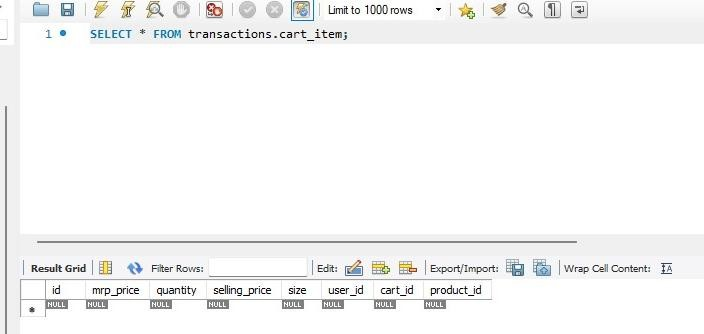 Limit to 1000 rows
1 SELECT * FROM transactions.cart_item;
Result Grid Filter Rows: Edit: Export/Import: Wrap Cell Content: IA
id mrp_price quantity selling_price size user_id cart_id product_id
* NULL NULL NULL NULL NULL NULL NULL NULL